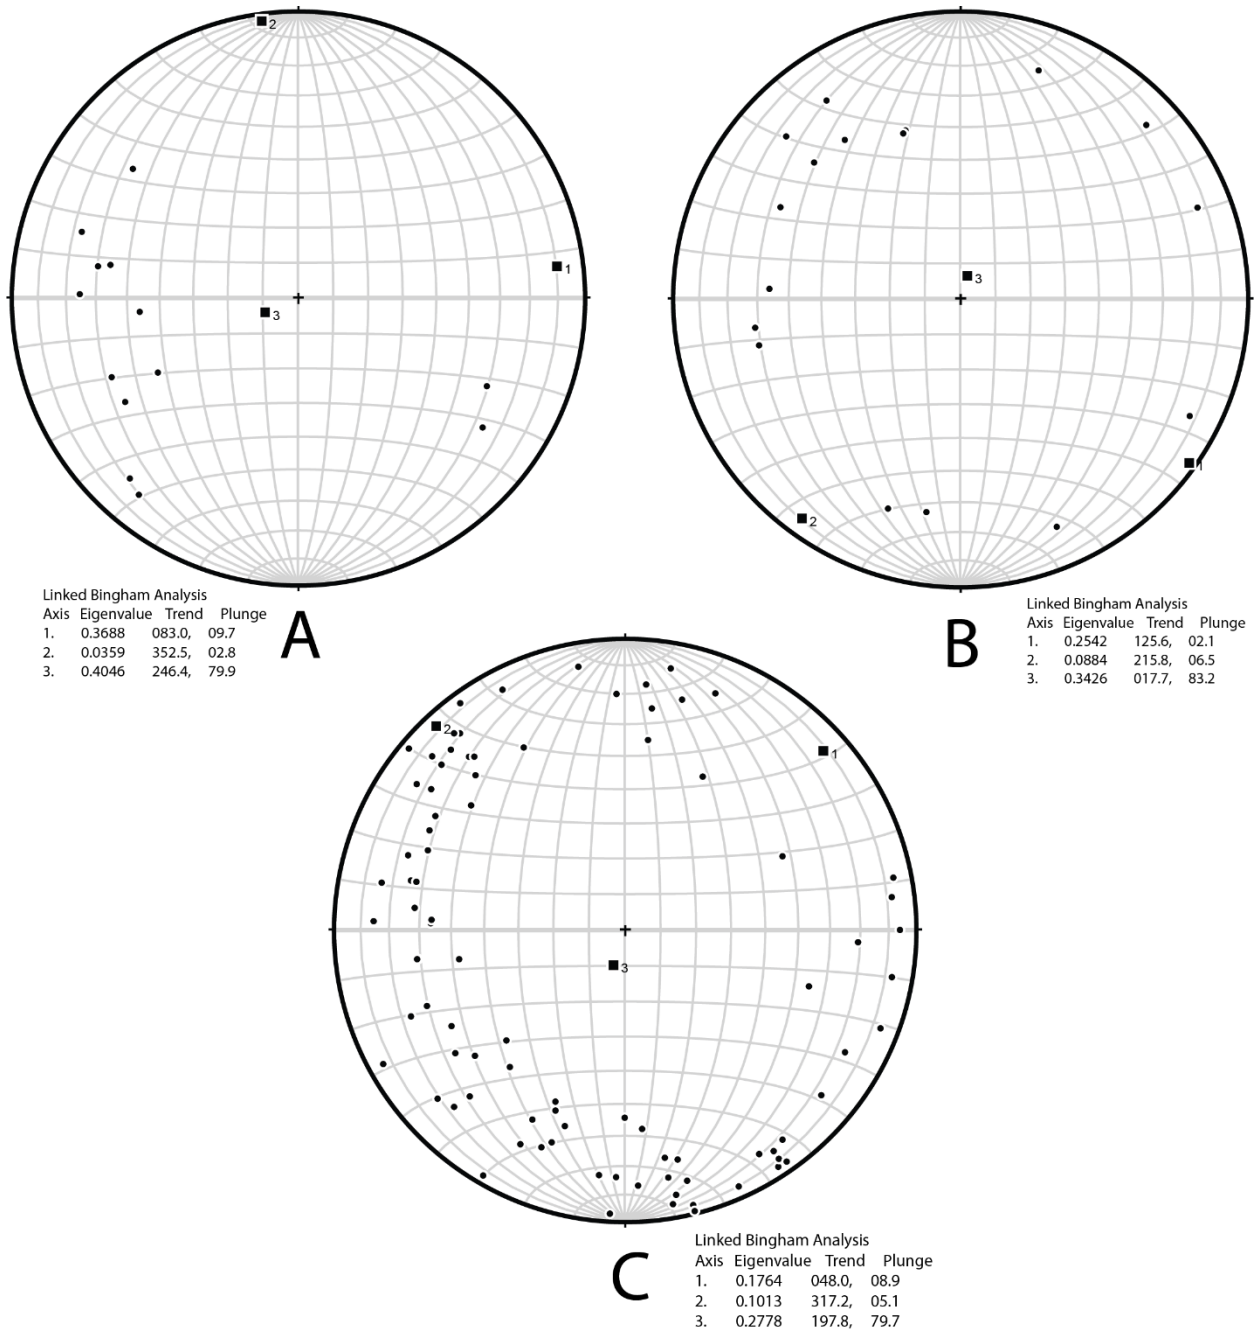 2
1
3
Linked Bingham Analysis
Axis Eigenvalue Trend Plunge
1. 0.3688 083.0, 09.7
2. 0.0359 352.5, 02.8
3. 0.4046 246.4, 79.9
A
3
1
2
Linked Bingham Analysis
Axis Eigenvalue Trend Plunge
1. 0.2542 125.6, 02.1
2. 0.0884 215.8, 06.5
3. 0.3426 017.7, 83.2
B
2
1
3
Linked Bingham Analysis
Axis Eigenvalue Trend Plunge
1. 0.1764 048.0, 08.9
2. 0.1013 317.2, 05.1
3. 0.2778 197.8, 79.7
C